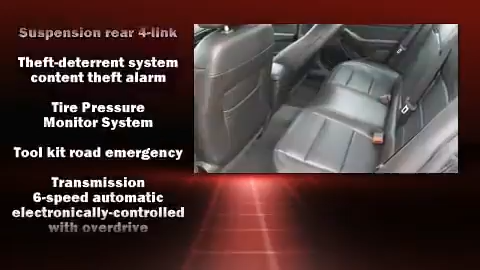 Suspension rear 4-link
Theft-deterrent system
content theft alarm
Tire Pressure
Monitor System
Tool kit road emergency
Transmission
6-speed automatic
electronically-controlled
with overdrive